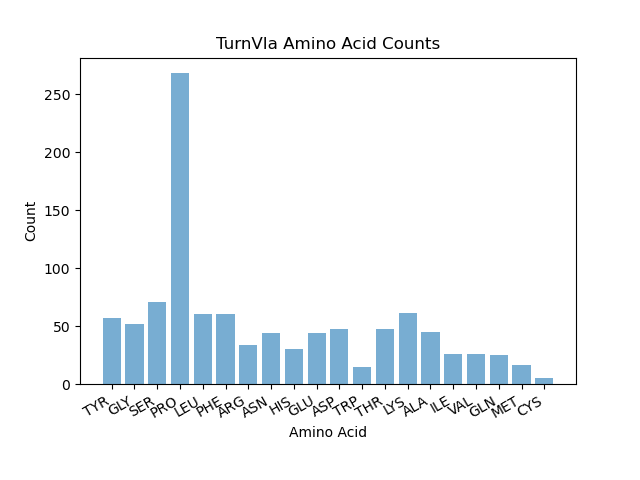 TurnVIa Amino Acid Counts
250
200
150
100
50
0
Count
TYR
GLY
SER
PRO
LEU
PHE
ARG
ASN
HIS
GLU
ASP
TRP
THR
LYS
ALA
ILE
VAL
GLN
MET
CYS
Amino Acid